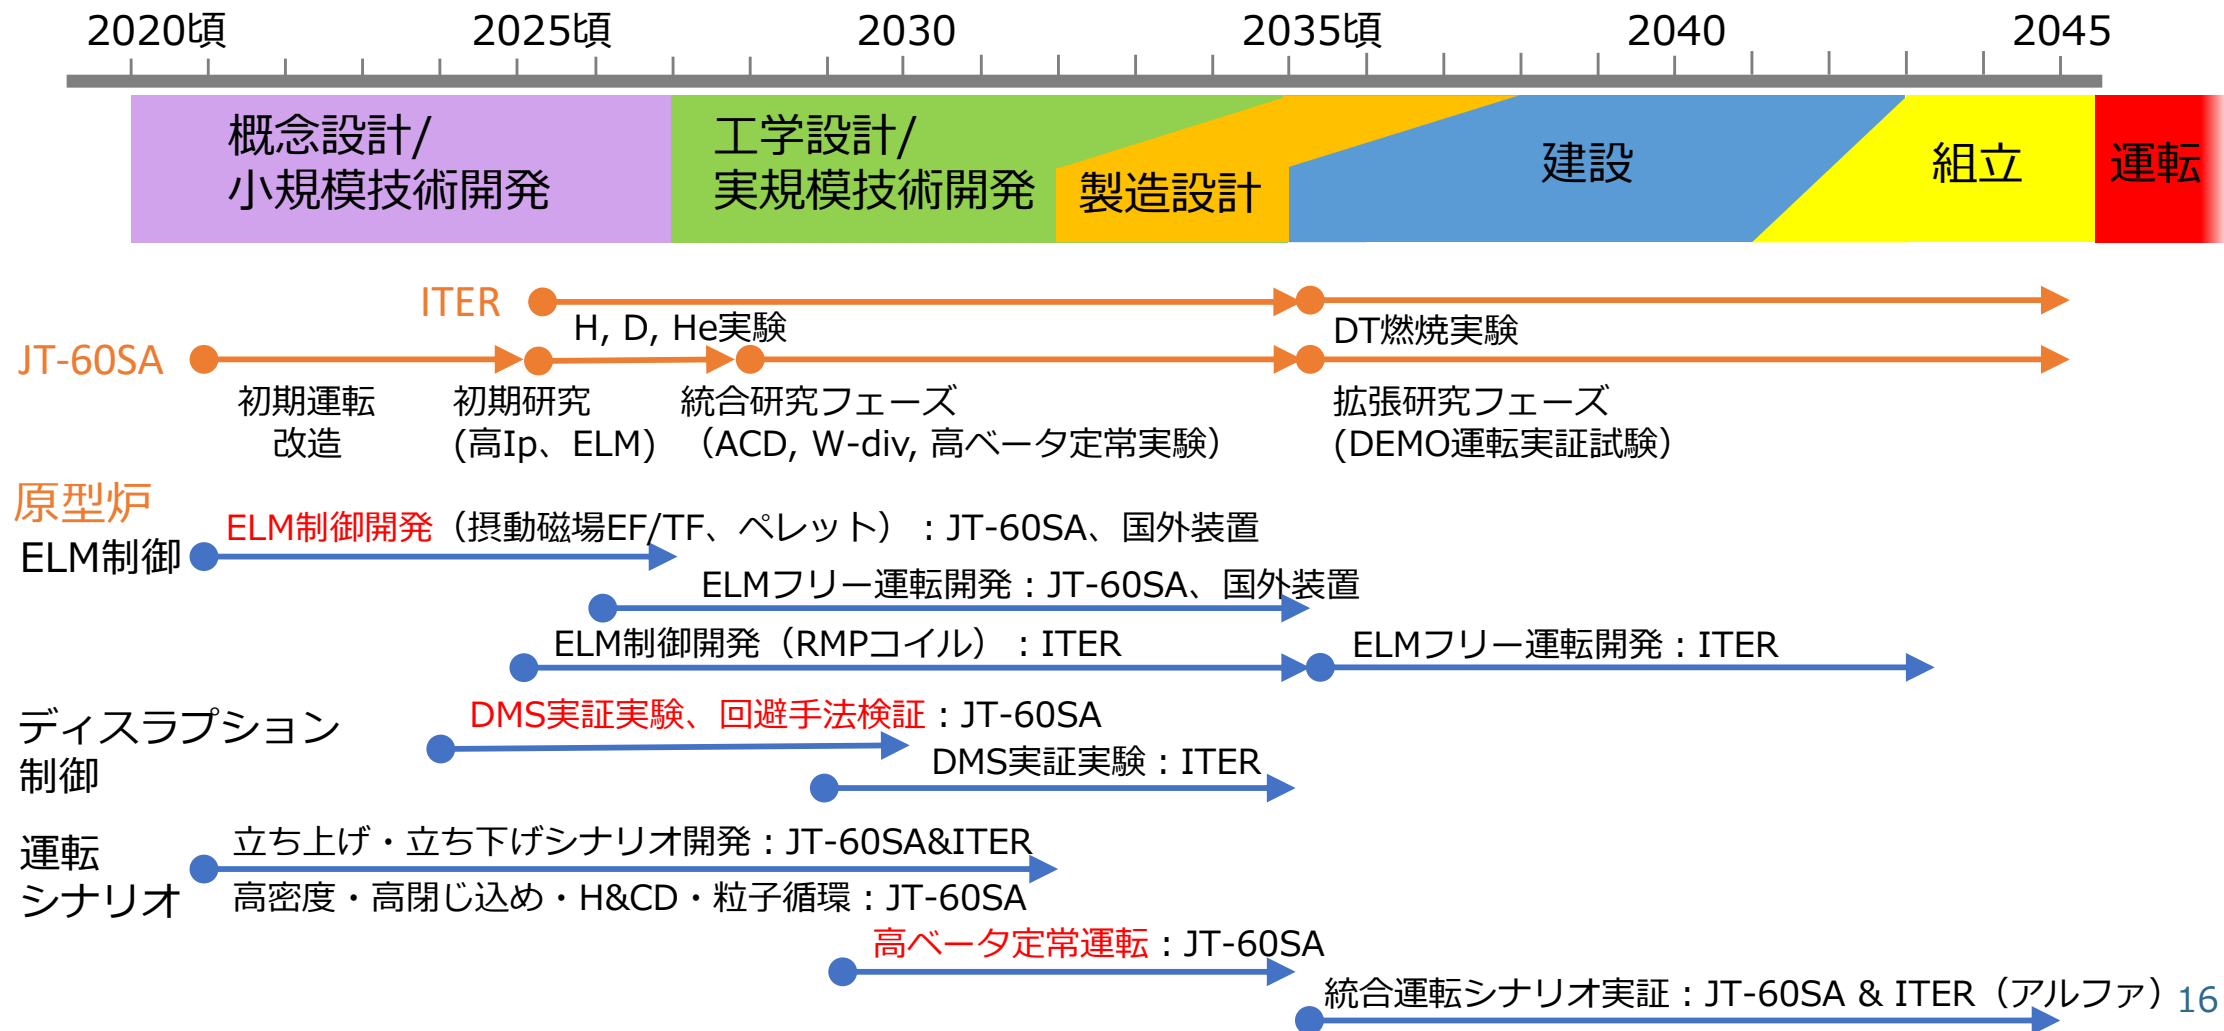 2020頃 2025頃 2030 2035頃 2040 2045
概念設計/
小規模技術開発
工学設計/
実規模技術開発
製造設計
建設
組立
運転
ITER
H, D, He実験
DT燃焼実験
JT-60SA
初期運転
改造
初期研究
(高Ip、ELM)
統合研究フェーズ
（ACD, W-div, 高ベータ定常実験）
拡張研究フェーズ
(DEMO運転実証試験）
原型炉
ELM制御
ELM制御開発（摂動磁場EF/TF、ペレット）：JT-60SA、国外装置
ELMフリー運転開発：JT-60SA、国外装置
ELM制御開発（RMPコイル）：ITER
ELMフリー運転開発：ITER
ディスラプション
制御
DMS実証実験、回避手法検証：JT-60SA
DMS実証実験：ITER
運転
シナリオ
立ち上げ・立ち下げシナリオ開発：JT-60SA&ITER
高密度・高閉じ込め・H&CD・粒子循環：JT-60SA
高ベータ定常運転：JT-60SA
統合運転シナリオ実証：JT-60SA & ITER（アルファ）
16